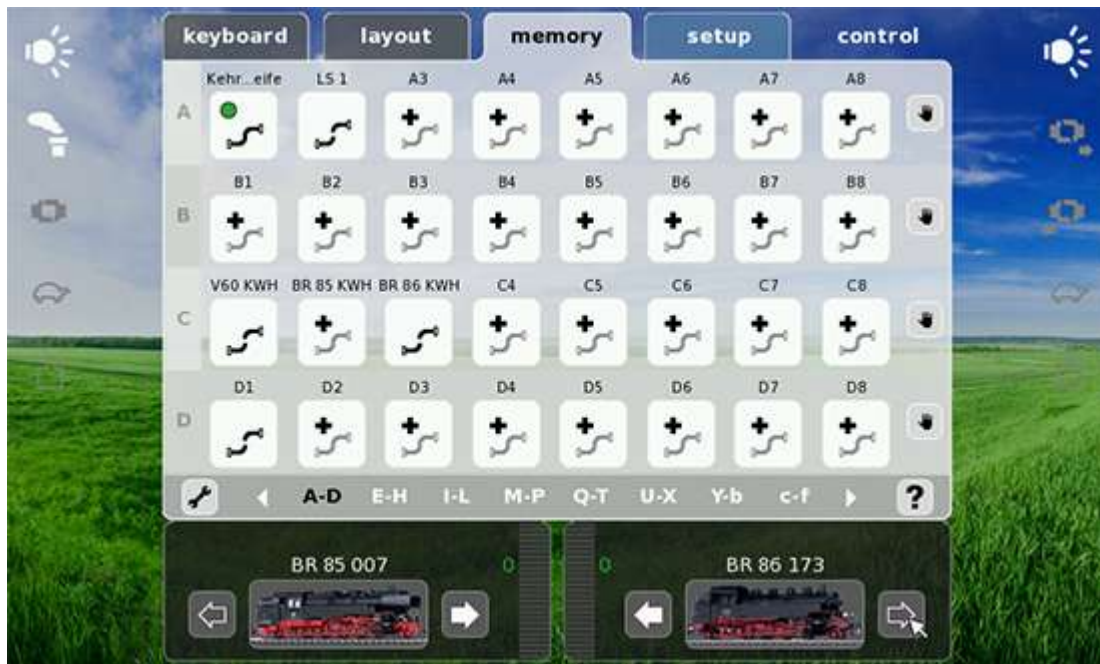 keyboard layout memory setup control
Kehr...eife LS 1 A3 A4 A5 A6 A7 A8
A
B1 B2 B3 B4 B5 B6 B7 B8
B
V60 KWH BR 85 KWH BR 86 KWH C4 C5 C6 C7 C8
C
D1 D2 D3 D4 D5 D6 D7 D8
D
A-D E-H I-L M-P Q-T U-X Y-b c-f ?
BR 85 007 0 0 BR 86 173